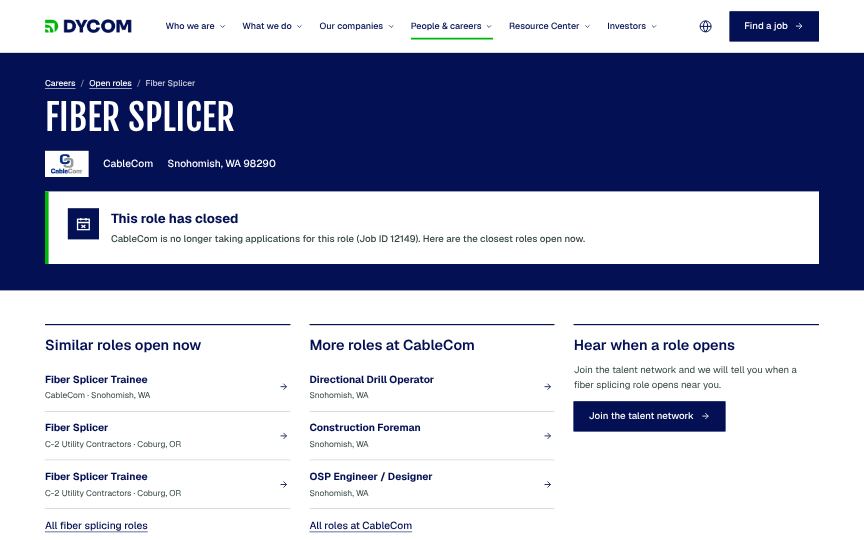 DYCOM
Who we are
What we do
Our companies
People & careers
Resource Center
Investors
Find a job
Careers / Open roles / Fiber Splicer
FIBER SPLICER
CableCom
CableCom
Snohomish, WA 98290
This role has closed
CableCom is no longer taking applications for this role (Job ID 12149). Here are the closest roles open now.
Similar roles open now
Fiber Splicer Trainee
CableCom · Snohomish, WA
Fiber Splicer
C-2 Utility Contractors · Coburg, OR
Fiber Splicer Trainee
C-2 Utility Contractors · Coburg, OR
All fiber splicing roles
More roles at CableCom
Directional Drill Operator
Snohomish, WA
Construction Foreman
Snohomish, WA
OSP Engineer / Designer
Snohomish, WA
All roles at CableCom
Hear when a role opens
Join the talent network and we will tell you when a
fiber splicing role opens near you.
Join the talent network